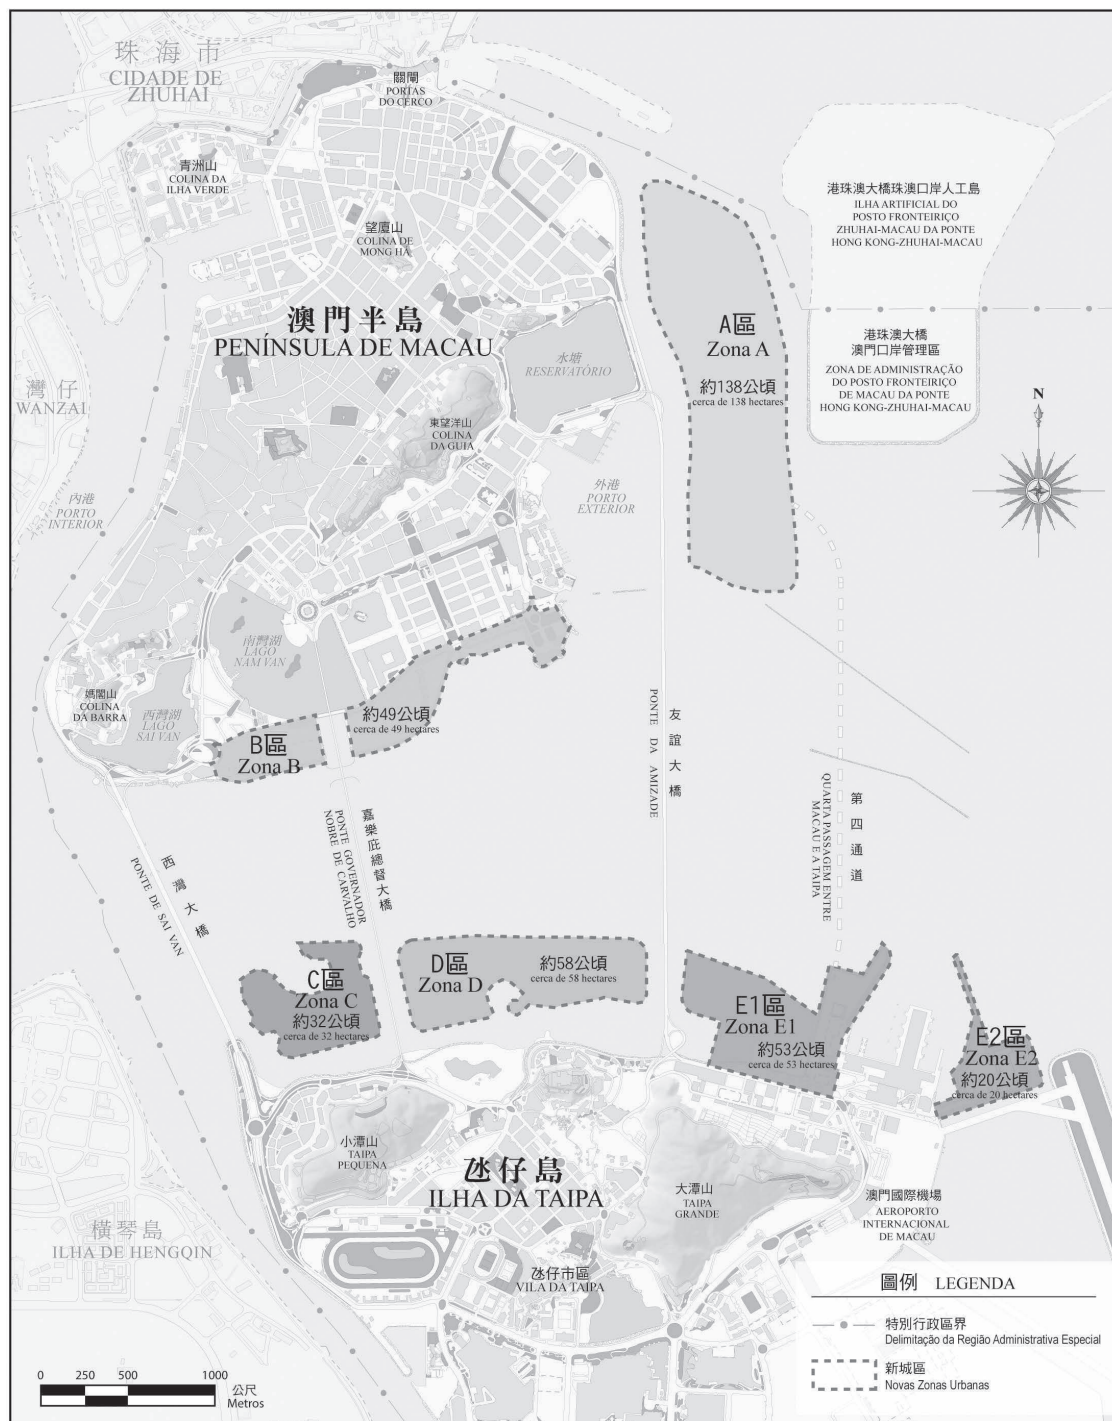 珠海市
CIDADE DE
ZHUHAI
關閘
PORTAS
DO CERCO
青洲山
COLINA DA
ILHA VERDE
望廈山
COLINA DE
MONG HÁ
港珠澳大橋珠澳口岸人工島
ILHA ARTIFICIAL DO
POSTO FRONTEIRIÇO
ZHUHAI-MACAU DA PONTE
HONG KONG-ZHUHAI-MACAU
澳門半島
PENÍNSULA DE MACAU
A區
Zona A
約138公頃
cerca de 138 hectares
港珠澳大橋
澳門口岸管理區
ZONA DE ADMINISTRAÇÃO
DO POSTO FRONTEIRIÇO
DE MACAU DA PONTE
HONG KONG-ZHUHAI-MACAU
水塘
RESERVATÓRIO
灣仔
WANZAI
N
東望洋山
COLINA
DA GUIA
內港
PORTO
INTERIOR
外港
PORTO
EXTERIOR
南灣湖
LAGO
NAM VAN
媽閣山
COLINA
DA BARRA
西灣湖
LAGO
SAI VAN
約49公頃
cerca de 49 hectares
B區
Zona B
友誼大橋
PONTE DA AMIZADE
第四通道
QUARTA PASSAGEM ENTRE
MACAU E A TAIPA
嘉樂庇總督大橋
PONTE GOVERNADOR
NOBRE DE CARVALHO
西灣大橋
PONTE DE SAI VAN
C區
Zona C
約32公頃
cerca de 32 hectares
D區
Zona D
約58公頃
cerca de 58 hectares
E1區
Zona E1
約53公頃
cerca de 53 hectares
E2區
Zona E2
約20公頃
cerca de 20 hectares
小潭山
TAIPA
PEQUENA
氹仔島
ILHA DA TAIPA
大潭山
TAIPA
GRANDE
澳門國際機場
AEROPORTO
INTERNACIONAL
DE MACAU
橫琴島
ILHA DE HENGQIN
氹仔市區
VILA DA TAIPA
圖例 LEGENDA
特別行政區界
Delimitação da Região Administrativa Especial
新城區
Novas Zonas Urbanas
0 250 500 1000
公尺
Metros